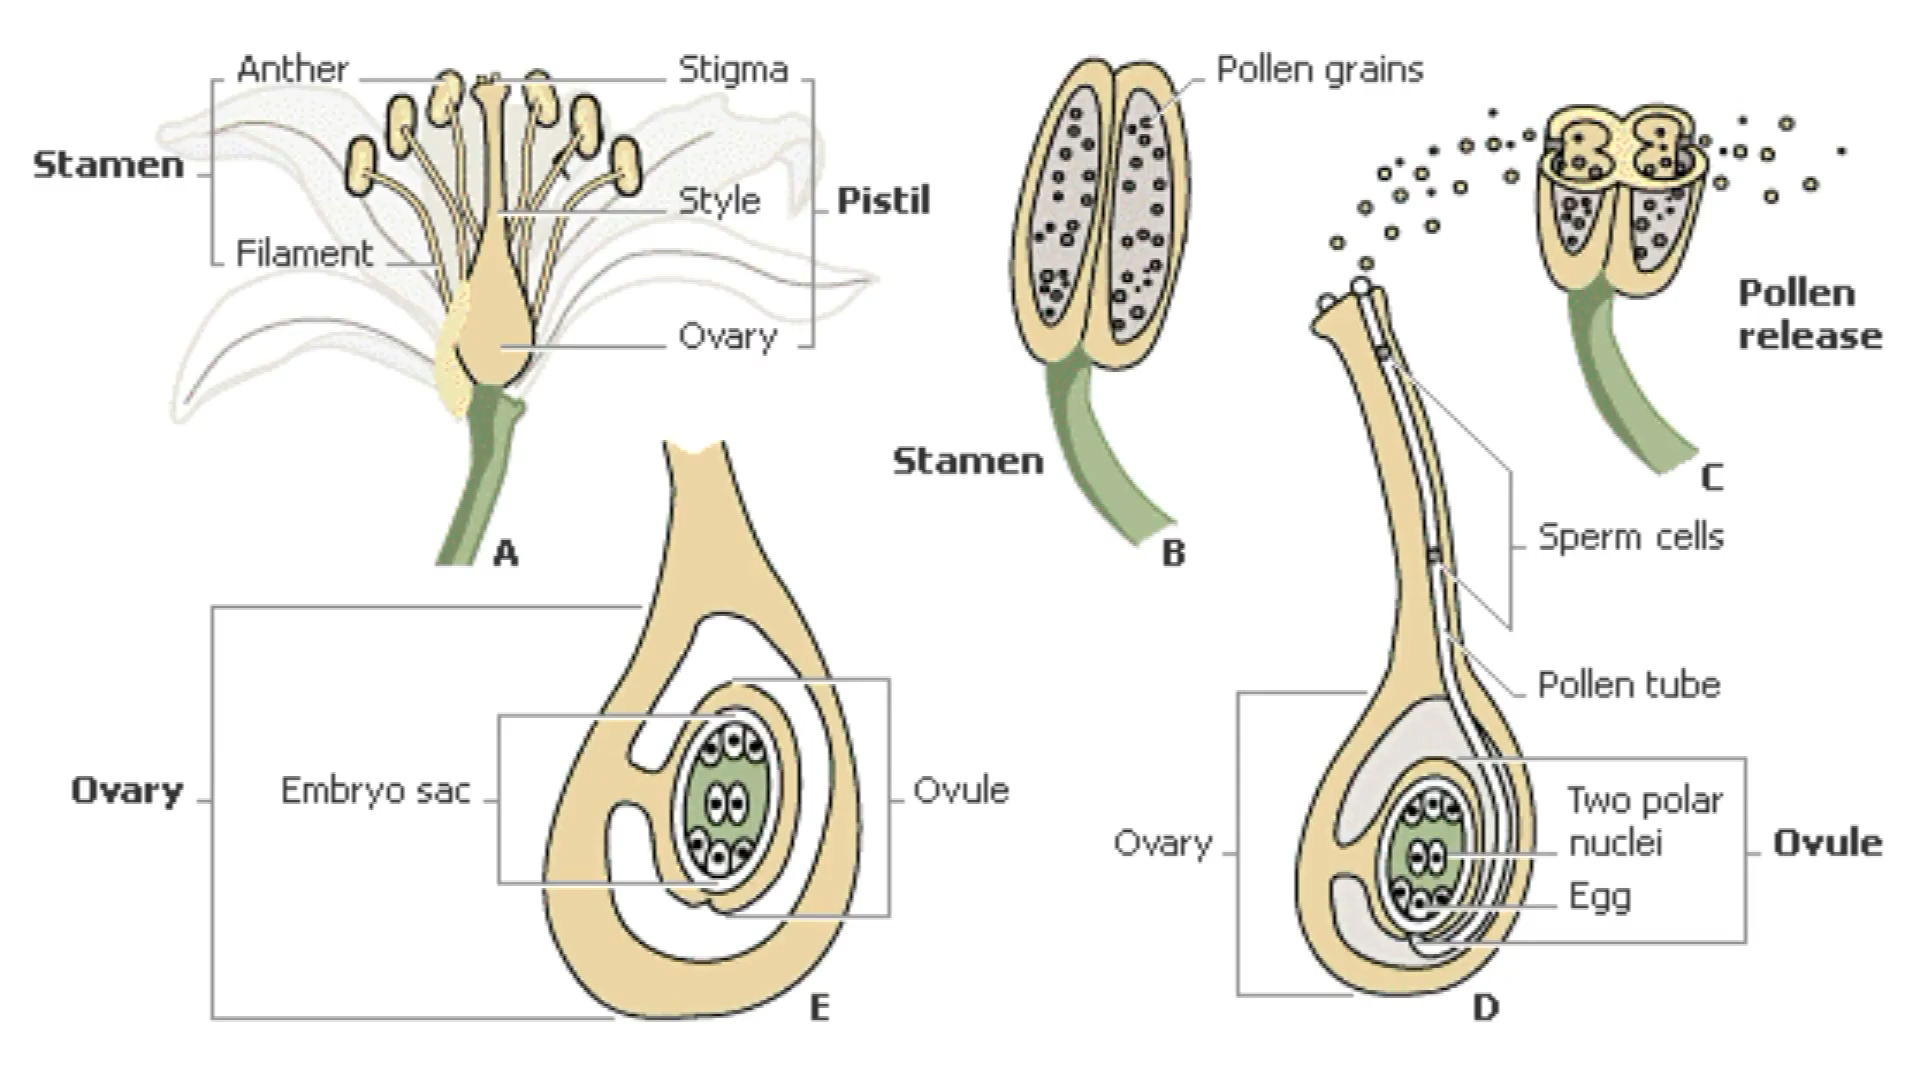 Anther
Stigma
Stamen
Style
Pistil
Filament
Ovary
A
Pollen grains
Stamen
B
Pollen
release
C
Sperm cells
Pollen tube
Ovary
Two polar
nuclei
Egg
Ovule
D
Ovary
Embryo sac
Ovule
E